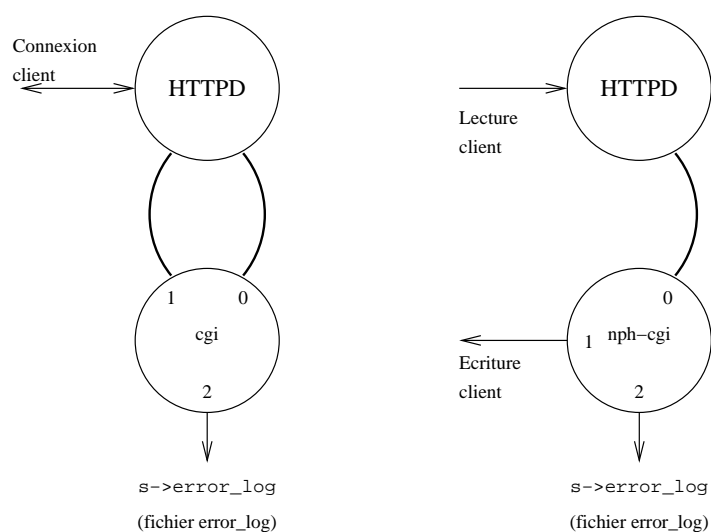 Connexion
client
HTTPD
1
0
cgi
2
s->error_log
(fichier error_log)
HTTPD
Lecture
client
0
1
nph-cgi
Ecriture
client
2
s->error_log
(fichier error_log)